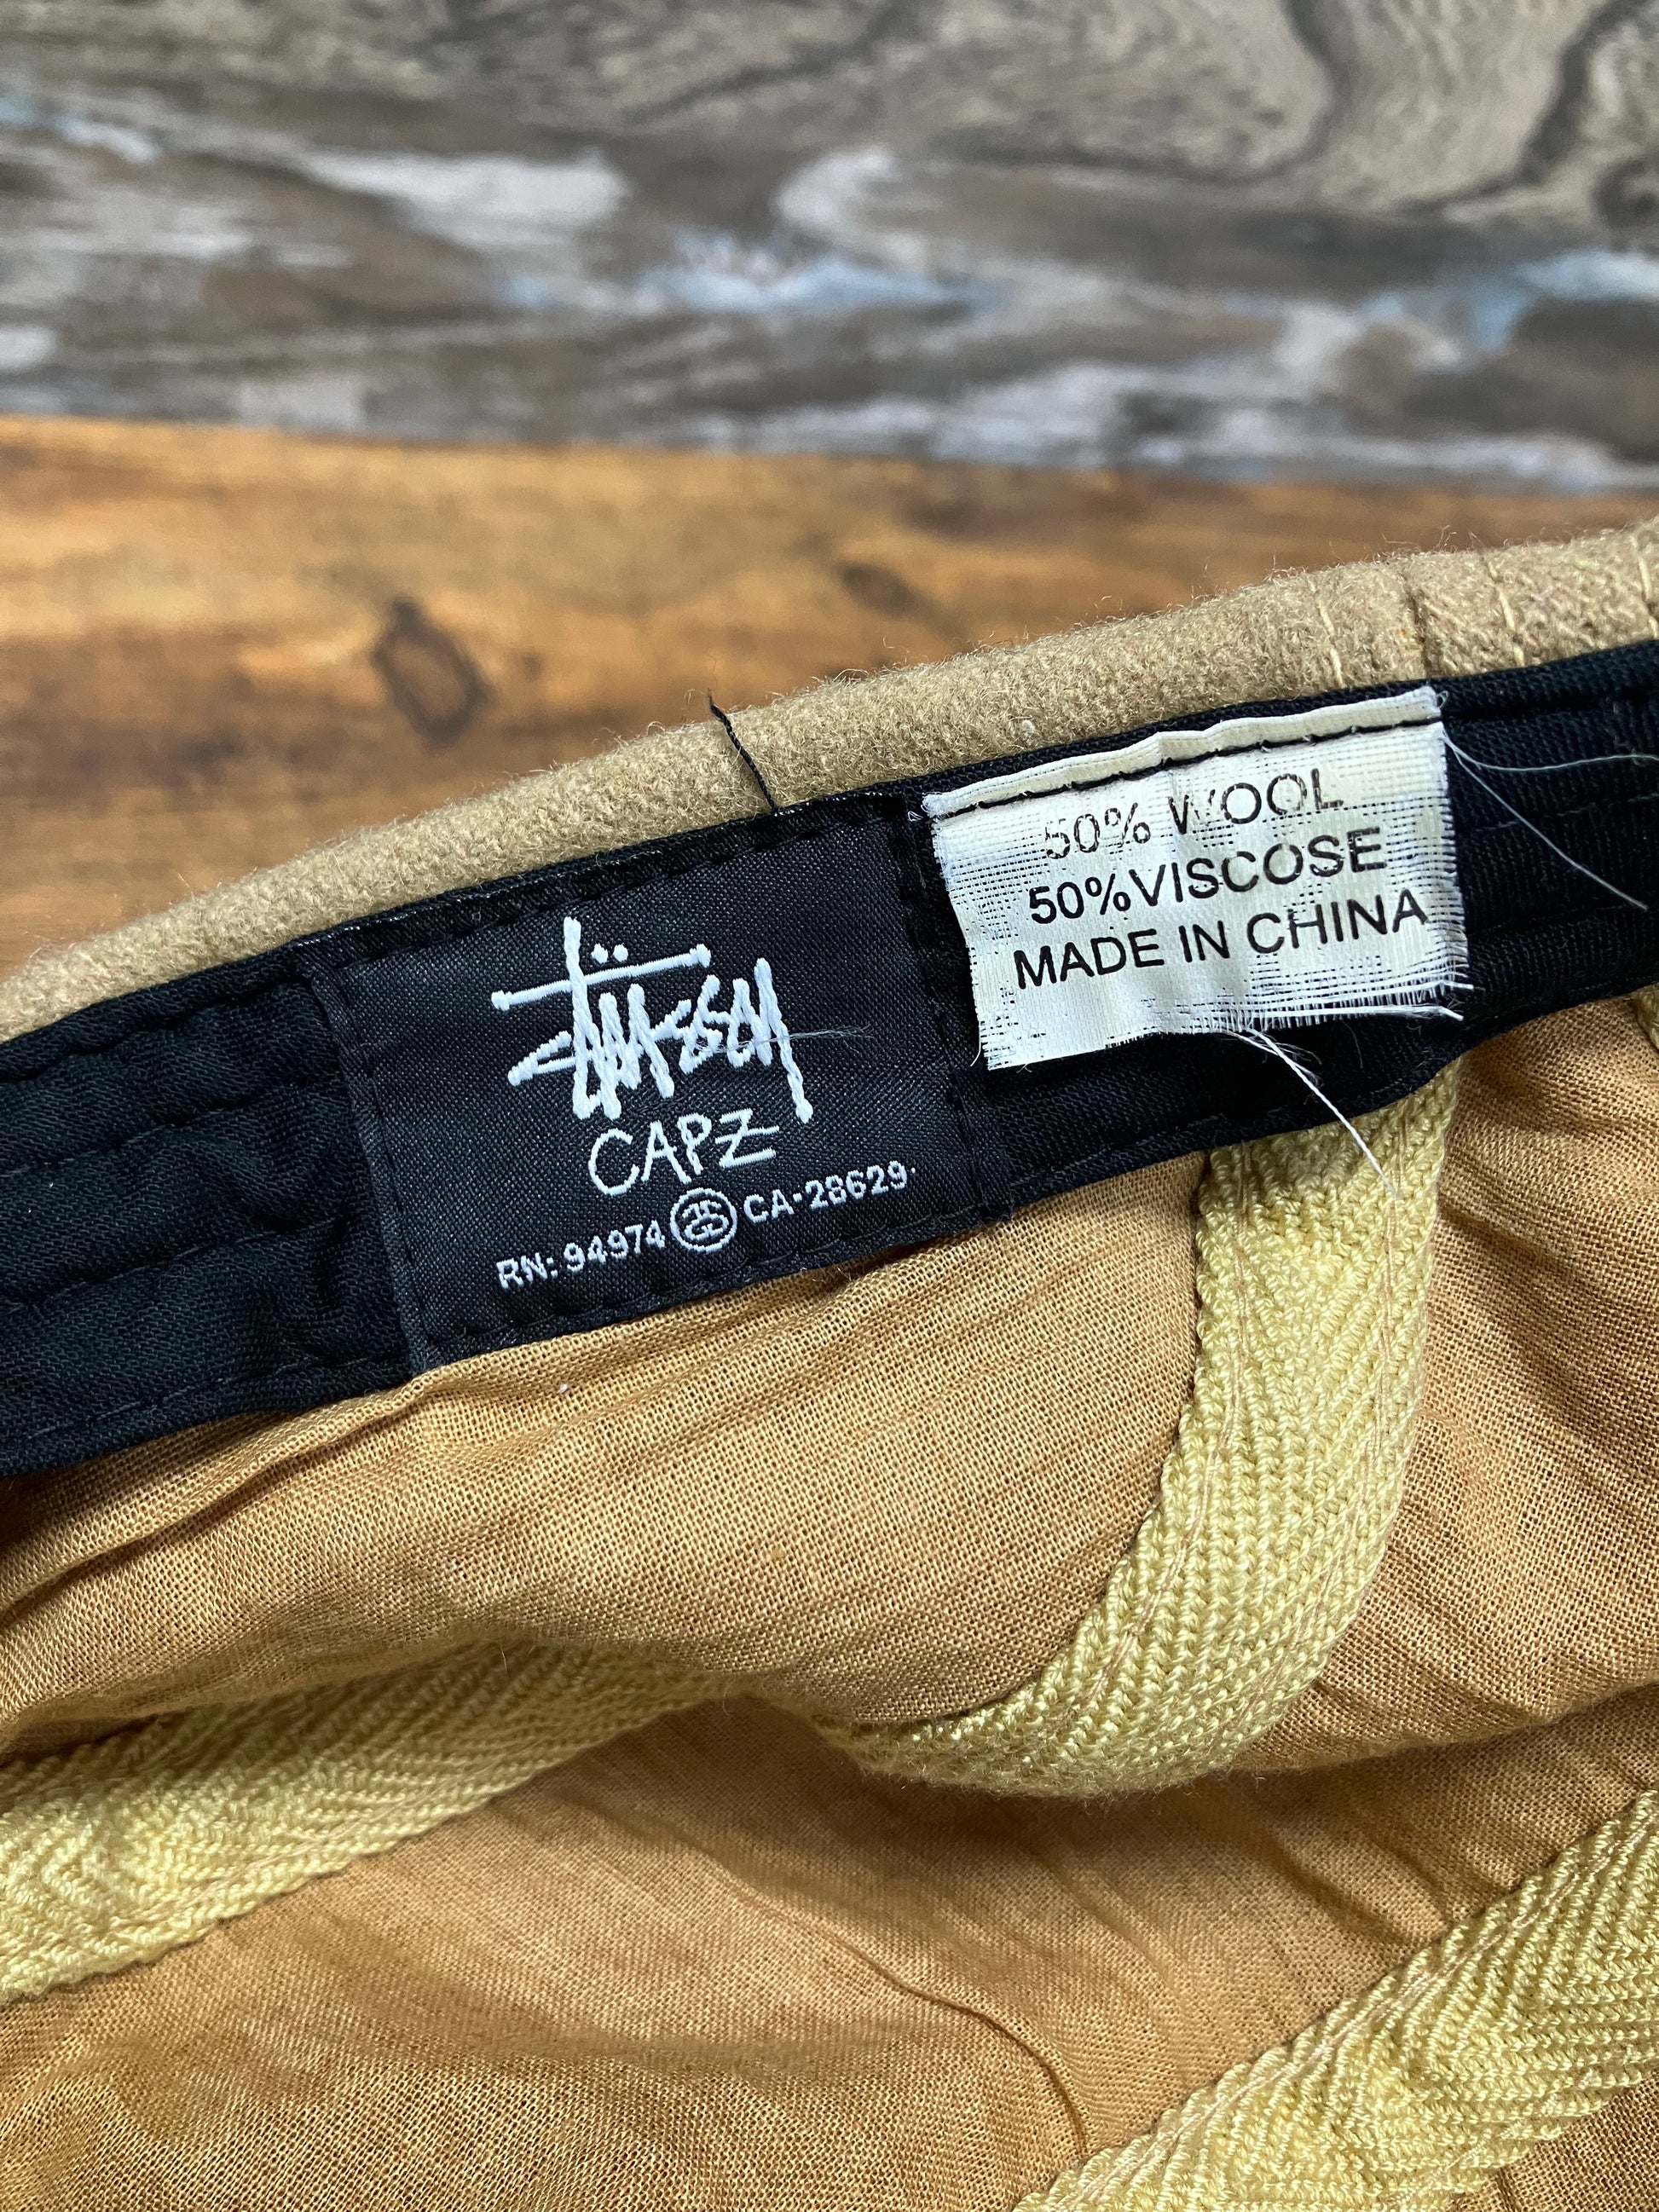 Stüssy
CAPZ
RN: 94974 CA·28629·
50% WOOL
50%VISCOSE
MADE IN CHINA